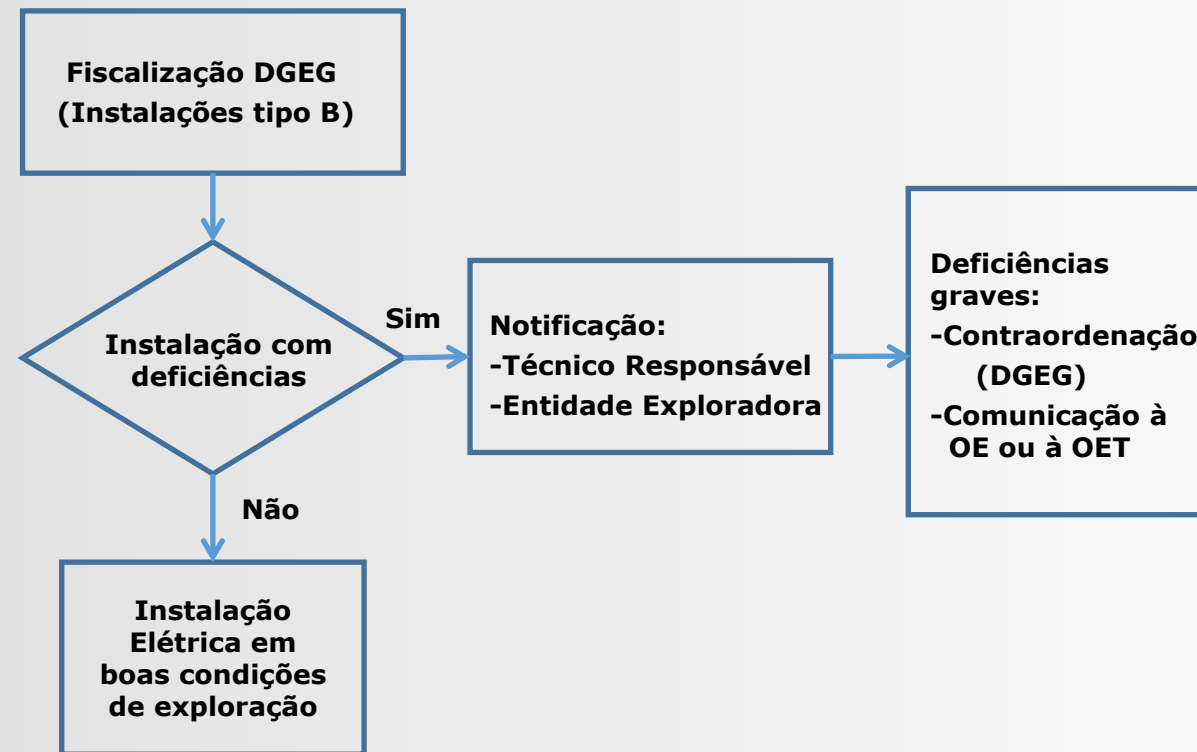 Fiscalização DGEG
(Instalações tipo B)
Instalação com
deficiências
Sim
Notificação:
-Técnico Responsável
-Entidade Exploradora
Deficiências
graves:
-Contraordenação
(DGEG)
-Comunicação à
OE ou à OET
Não
Instalação
Elétrica em
boas condições
de exploração